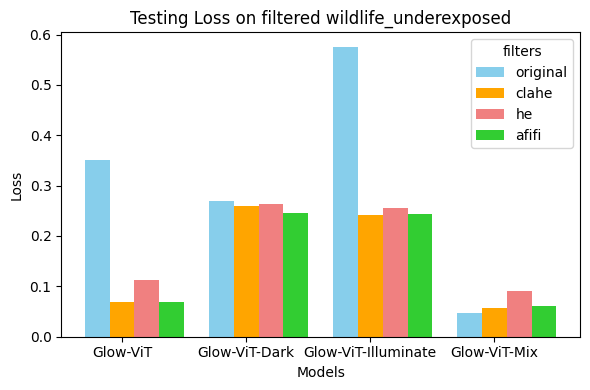 Testing Loss on filtered wildlife_underexposed
filters
original
clahe
he
afifi
Loss
0.6
0.5
0.4
0.3
0.2
0.1
0.0
Glow-ViT
Glow-ViT-Dark
Glow-ViT-Illuminate
Glow-ViT-Mix
Models